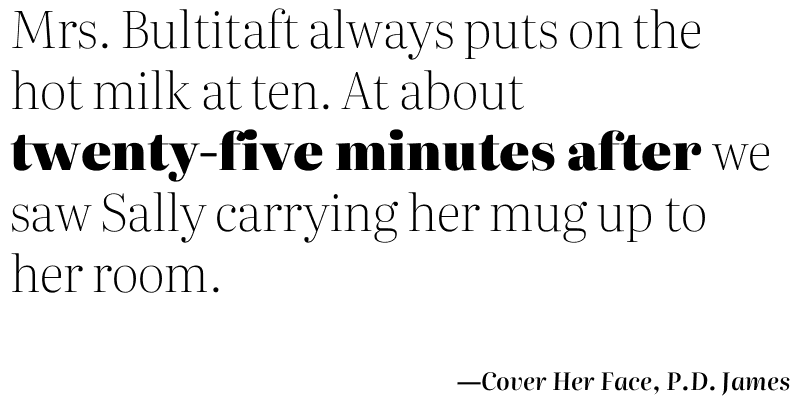 Mrs. Bultitaft always puts on the
hot milk at ten. At about
twenty-five minutes after we
saw Sally carrying her mug up to
her room.
—Cover Her Face, P.D. James